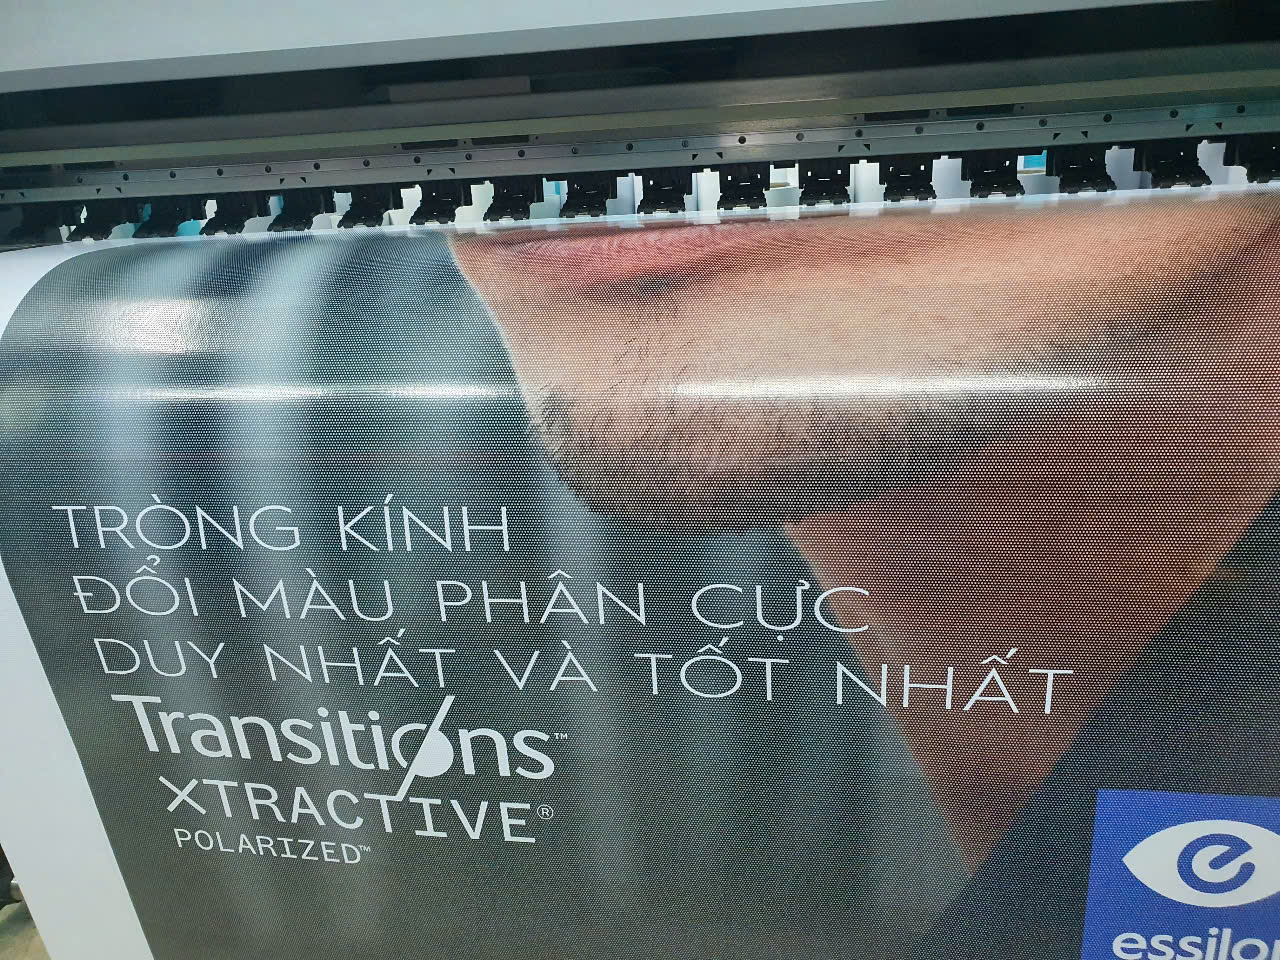 TRÒNG KÍNH
ĐỔI MÀU PHÂN CỰC
DUY NHẤT VÀ TỐT NHẤT
Transitions™
XTRACTIVE®
POLARIZED™
essilor